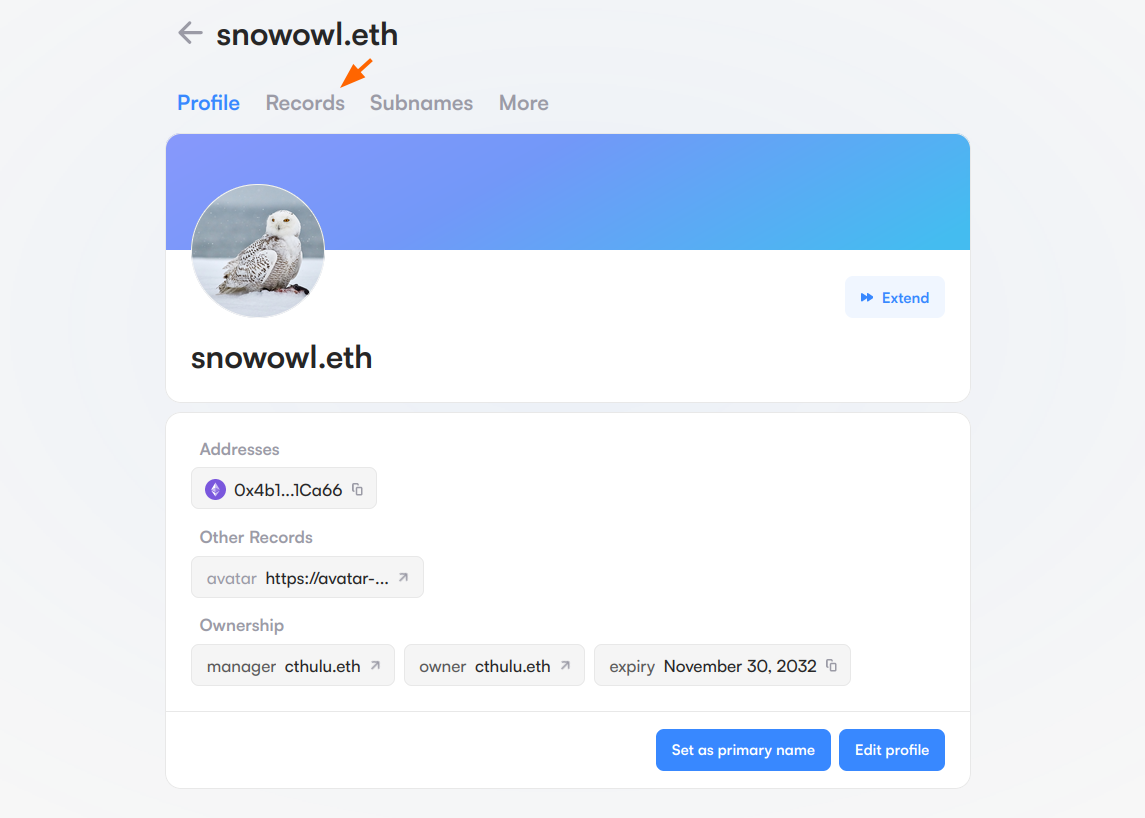 snowowl.eth
Profile Records Subnames More
Extend
snowowl.eth
Addresses
0x4b1...1Ca66
Other Records
avatar https://avatar-...
Ownership
manager cthulu.eth owner cthulu.eth expiry November 30, 2032
Set as primary name Edit profile